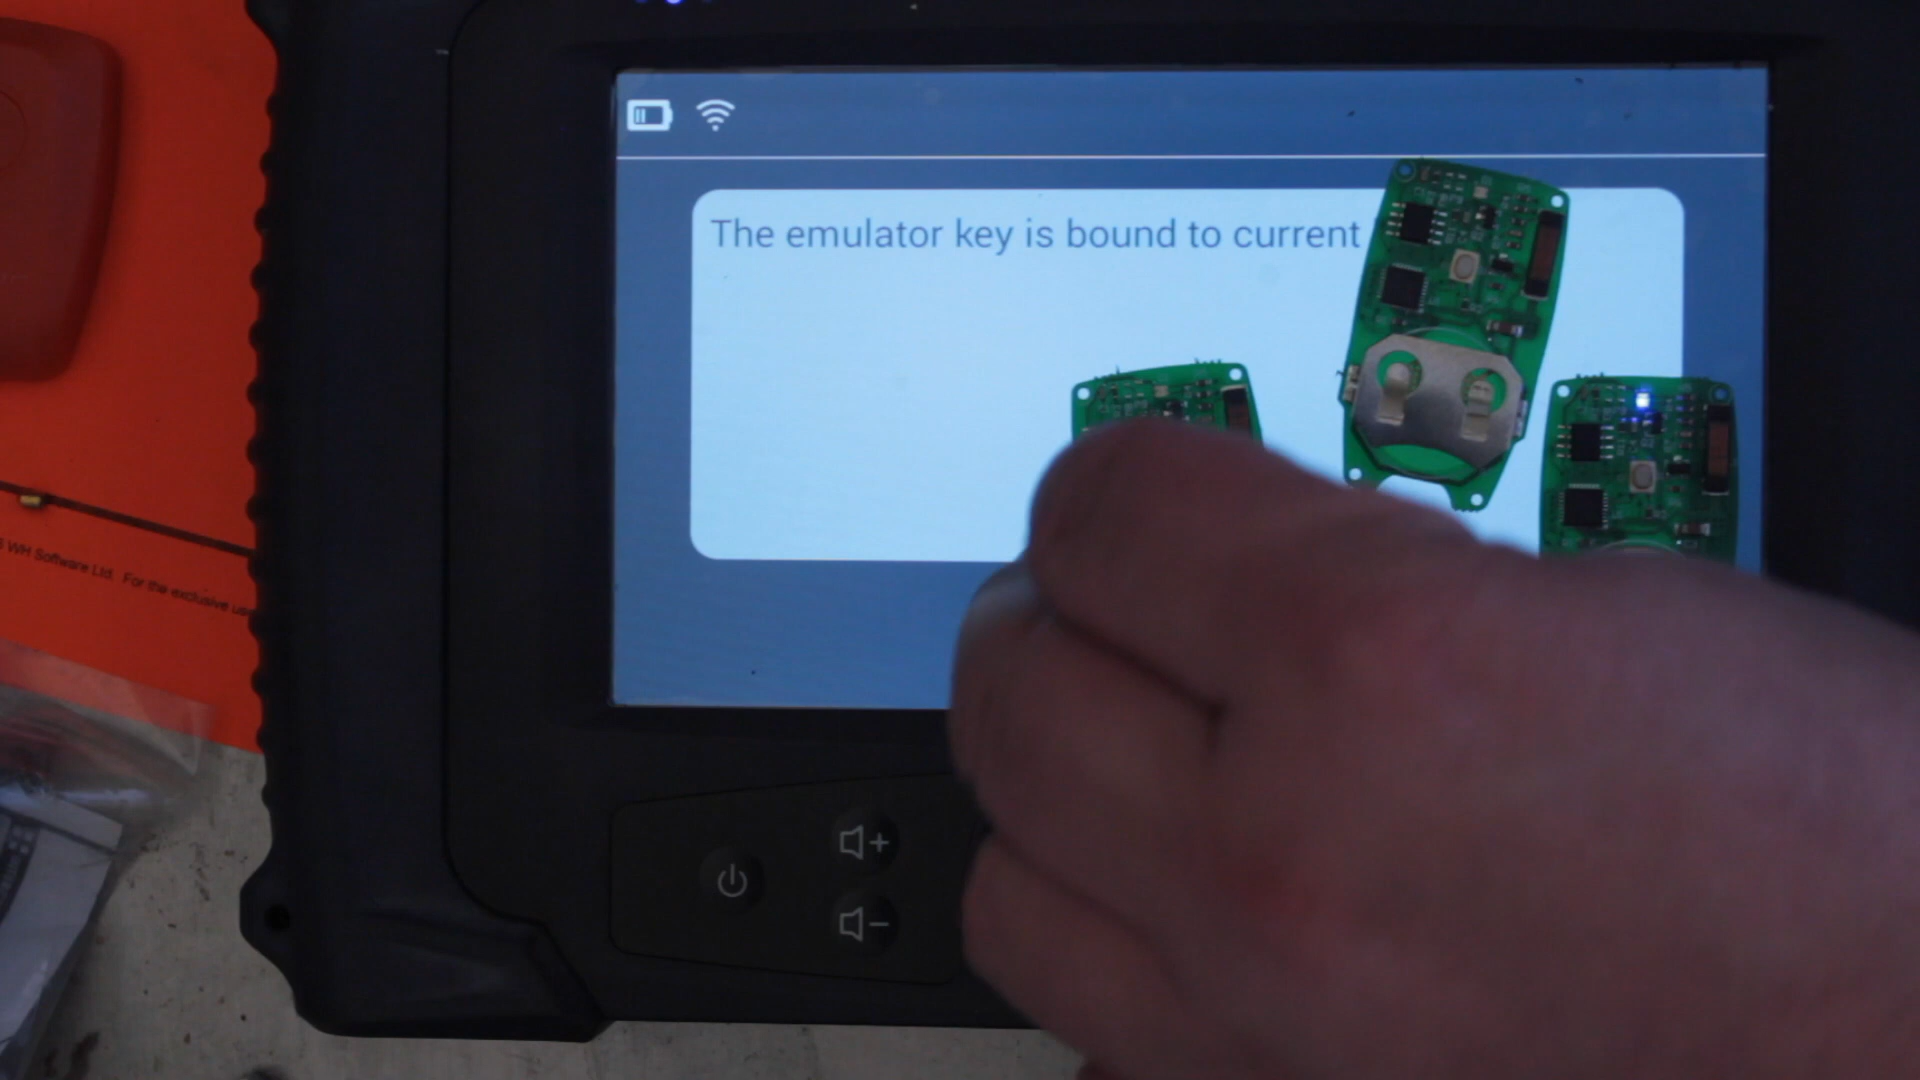 The emulator key is bound to current
WH Software Ltd. For the exclusive use